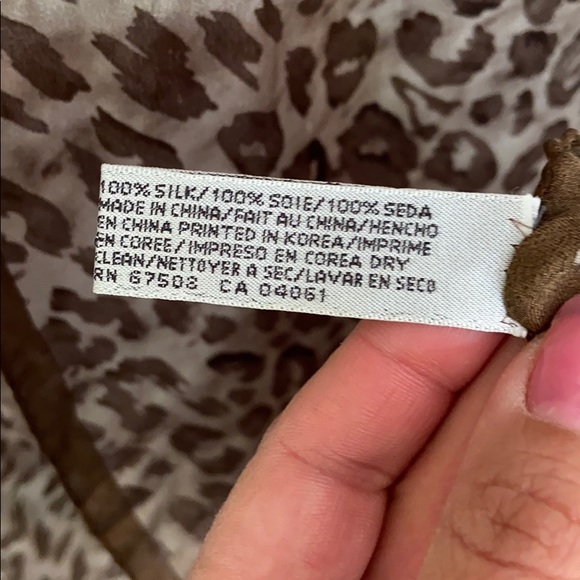 100% SILK/100% SOIE/100% SEDA
MADE IN CHINA/FAIT AU CHINA/HENCHO
EN CHINA PRINTED IN KOREA/IMPRIME
EN COREE/IMPRESO EN COREA DRY
CLEAN/NETTOYER A SEC/LAVAR EN SECO
RN 67508 CA 04061